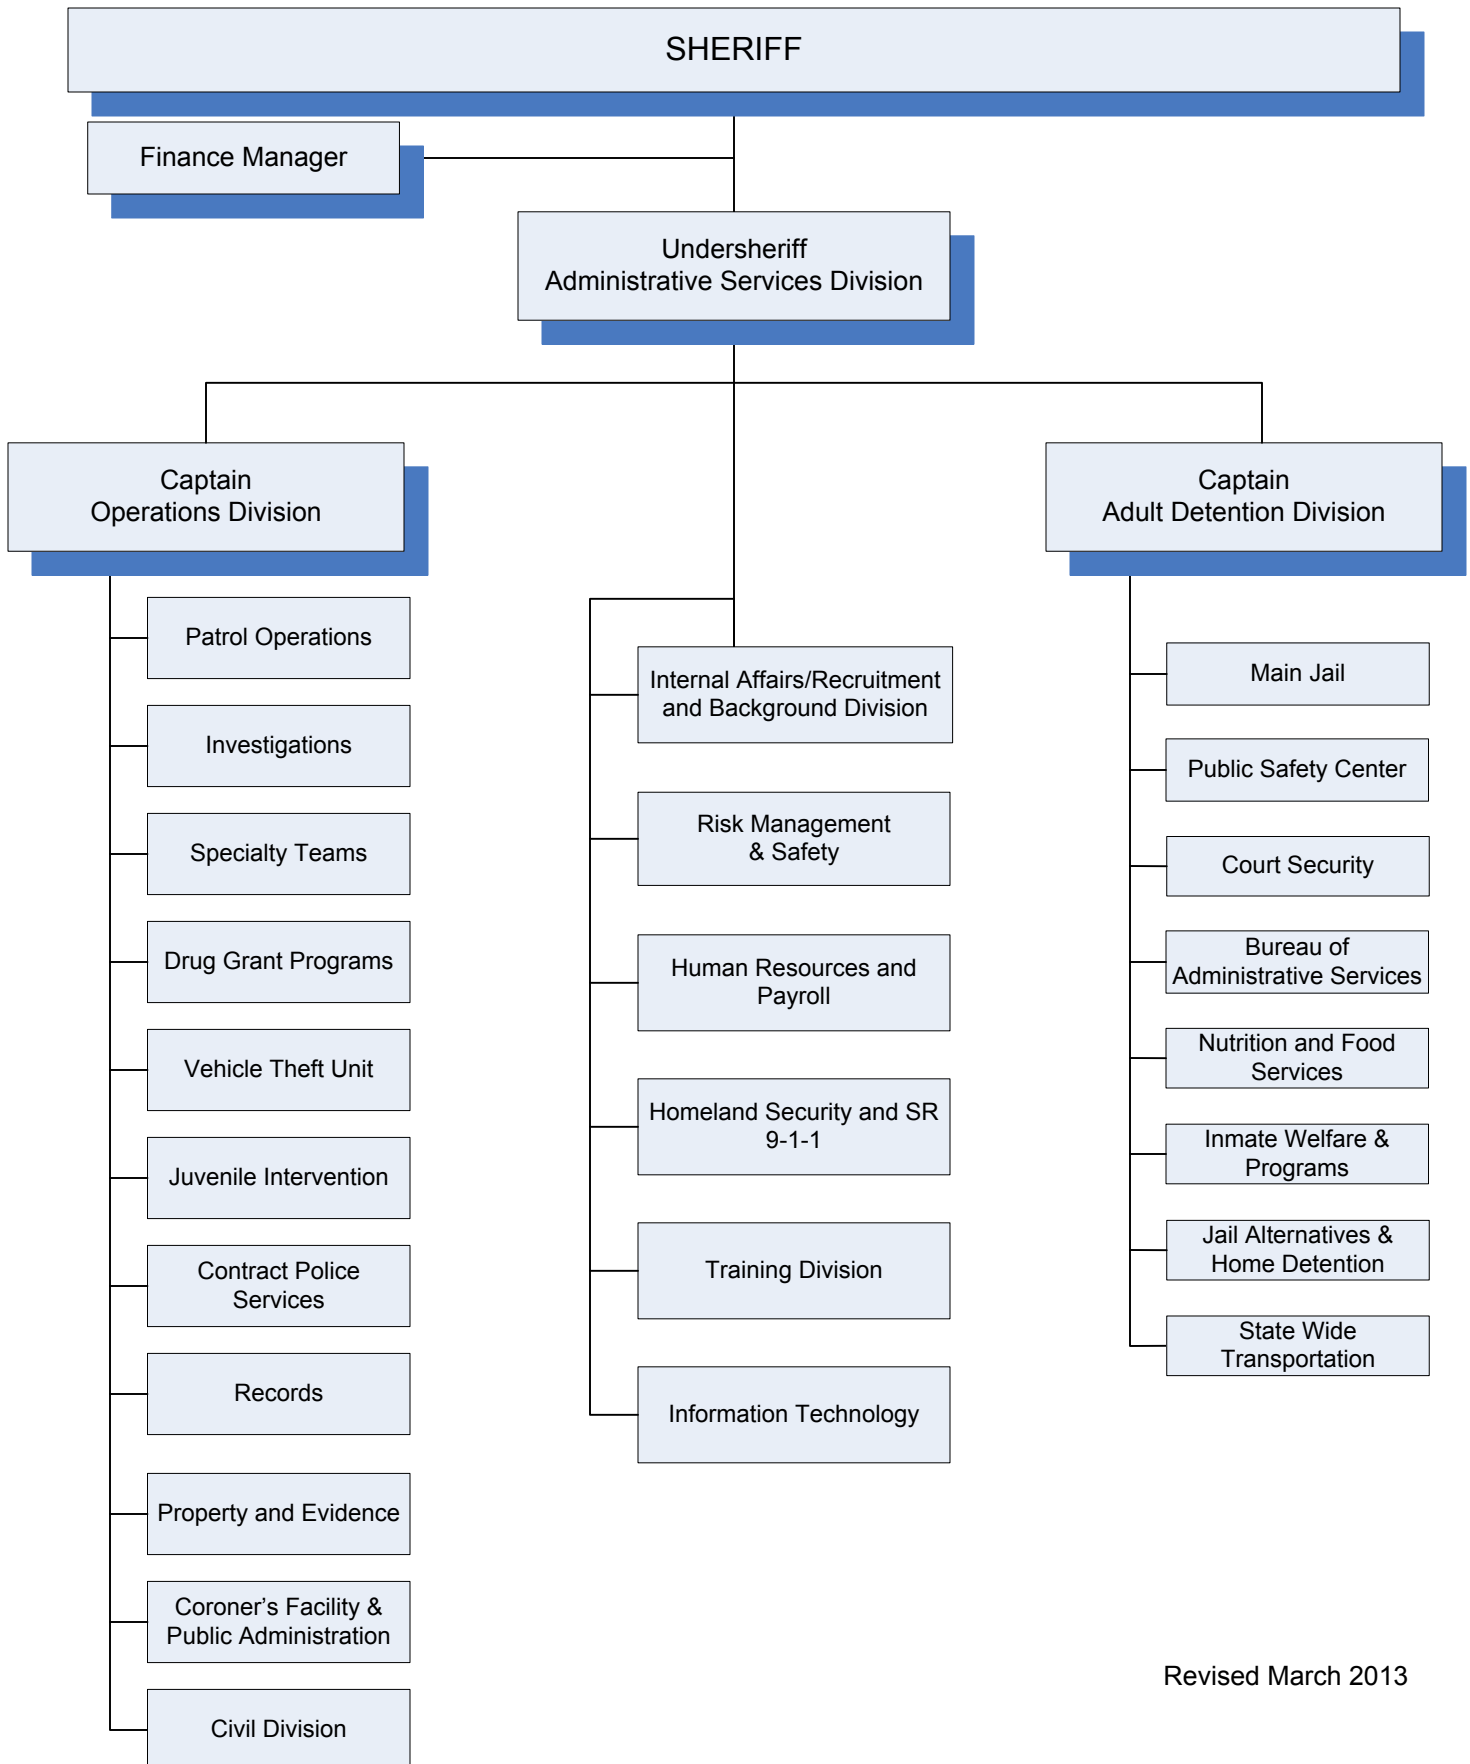 SHERIFF
Finance Manager
Undersheriff
Administrative Services Division
Captain
Operations Division
Patrol Operations
Investigations
Specialty Teams
Drug Grant Programs
Vehicle Theft Unit
Juvenile Intervention
Contract Police
Services
Records
Property and Evidence
Coroner’s Facility &
Public Administration
Civil Division
Internal Affairs/Recruitment
and Background Division
Risk Management
& Safety
Human Resources and
Payroll
Homeland Security and SR
9-1-1
Training Division
Information Technology
Captain
Adult Detention Division
Main Jail
Public Safety Center
Court Security
Bureau of
Administrative Services
Nutrition and Food
Services
Inmate Welfare &
Programs
Jail Alternatives &
Home Detention
State Wide
Transportation
Revised March 2013